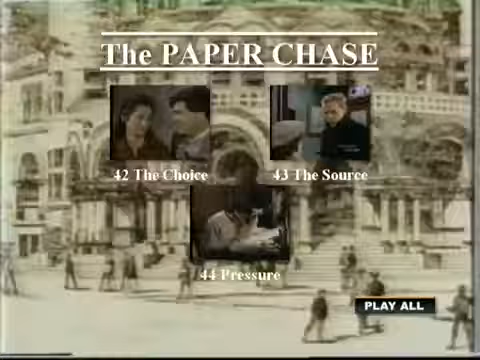 The PAPER CHASE
42 The Choice
43 The Source
44 Pressure
PLAY ALL